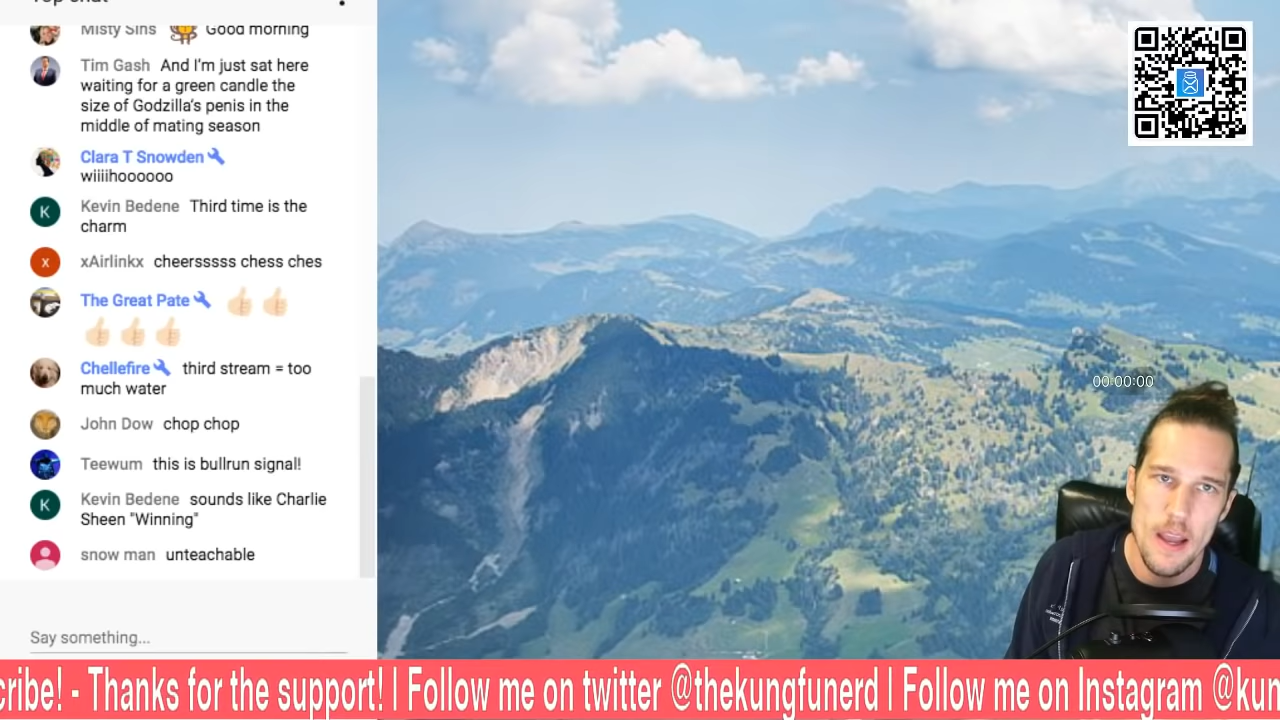 Top chat
Misty Sins Good morning
Tim Gash And I'm just sat here
waiting for a green candle the
size of Godzilla's penis in the
middle of mating season
Clara T Snowden
wiiiihoooooo
Kevin Bedene Third time is the
charm
xAirlinkx cheersssss chess ches
The Great Pate
Chellefire third stream = too
much water
John Dow chop chop
Teewum this is bullrun signal!
Kevin Bedene sounds like Charlie
Sheen "Winning"
snow man unteachable
Say something...
00:00:00
cribe! - Thanks for the support! | Follow me on twitter @thekungfunerd | Follow me on Instagram @kun